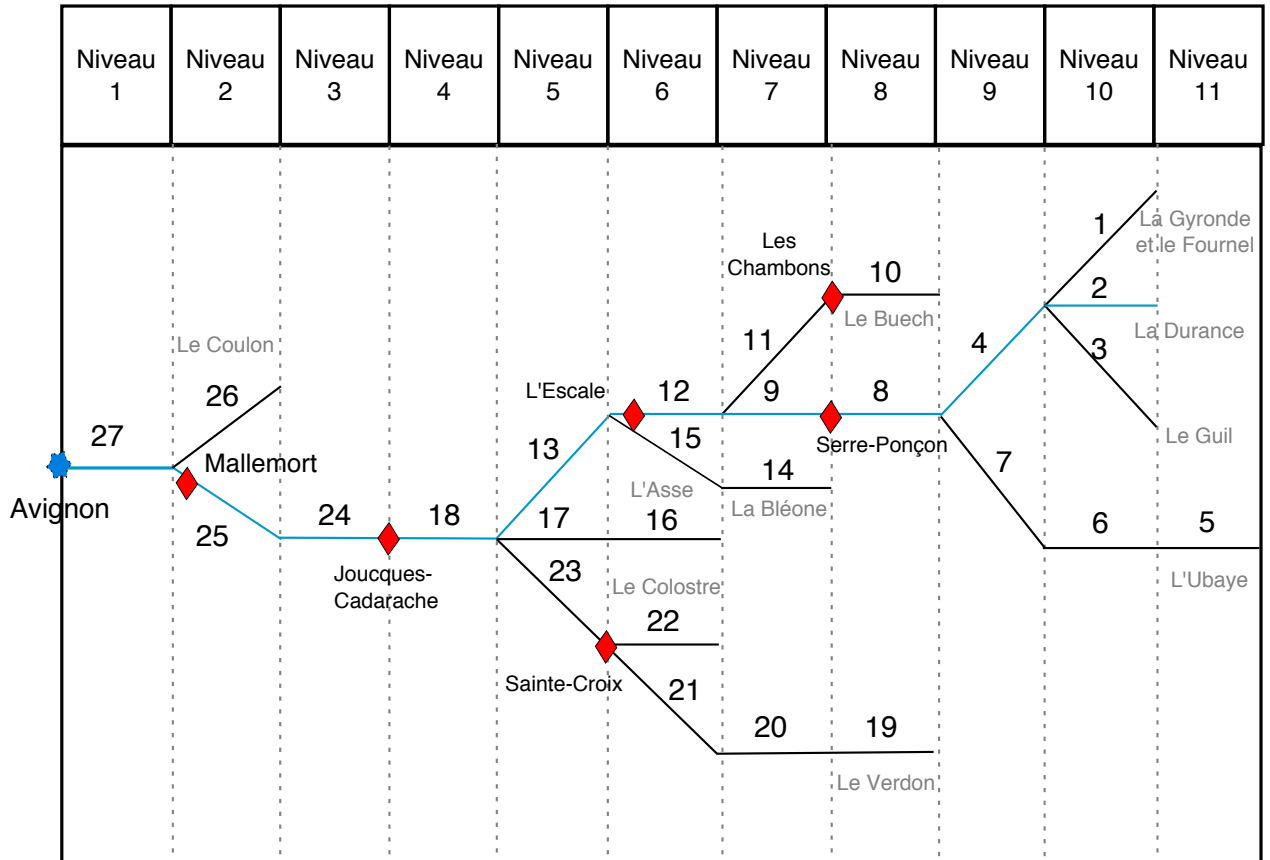 Niveau
1
Niveau
2
Niveau
3
Niveau
4
Niveau
5
Niveau
6
Niveau
7
Niveau
8
Niveau
9
Niveau
10
Niveau
11
1
La Gyronde
et le Fournel
Les
Chambons
10
2
Le Buech
La Durance
11
4
3
Le Coulon
26
L'Escale
12
9
8
27
13
15
Serre-Ponçon
Le Guil
Mallemort
14
7
L'Asse
La Bléone
Avignon
25
24
18
17
16
6
5
Joucques-
Cadarache
23
Le Colostre
L'Ubaye
22
Sainte-Croix
21
20
19
Le Verdon